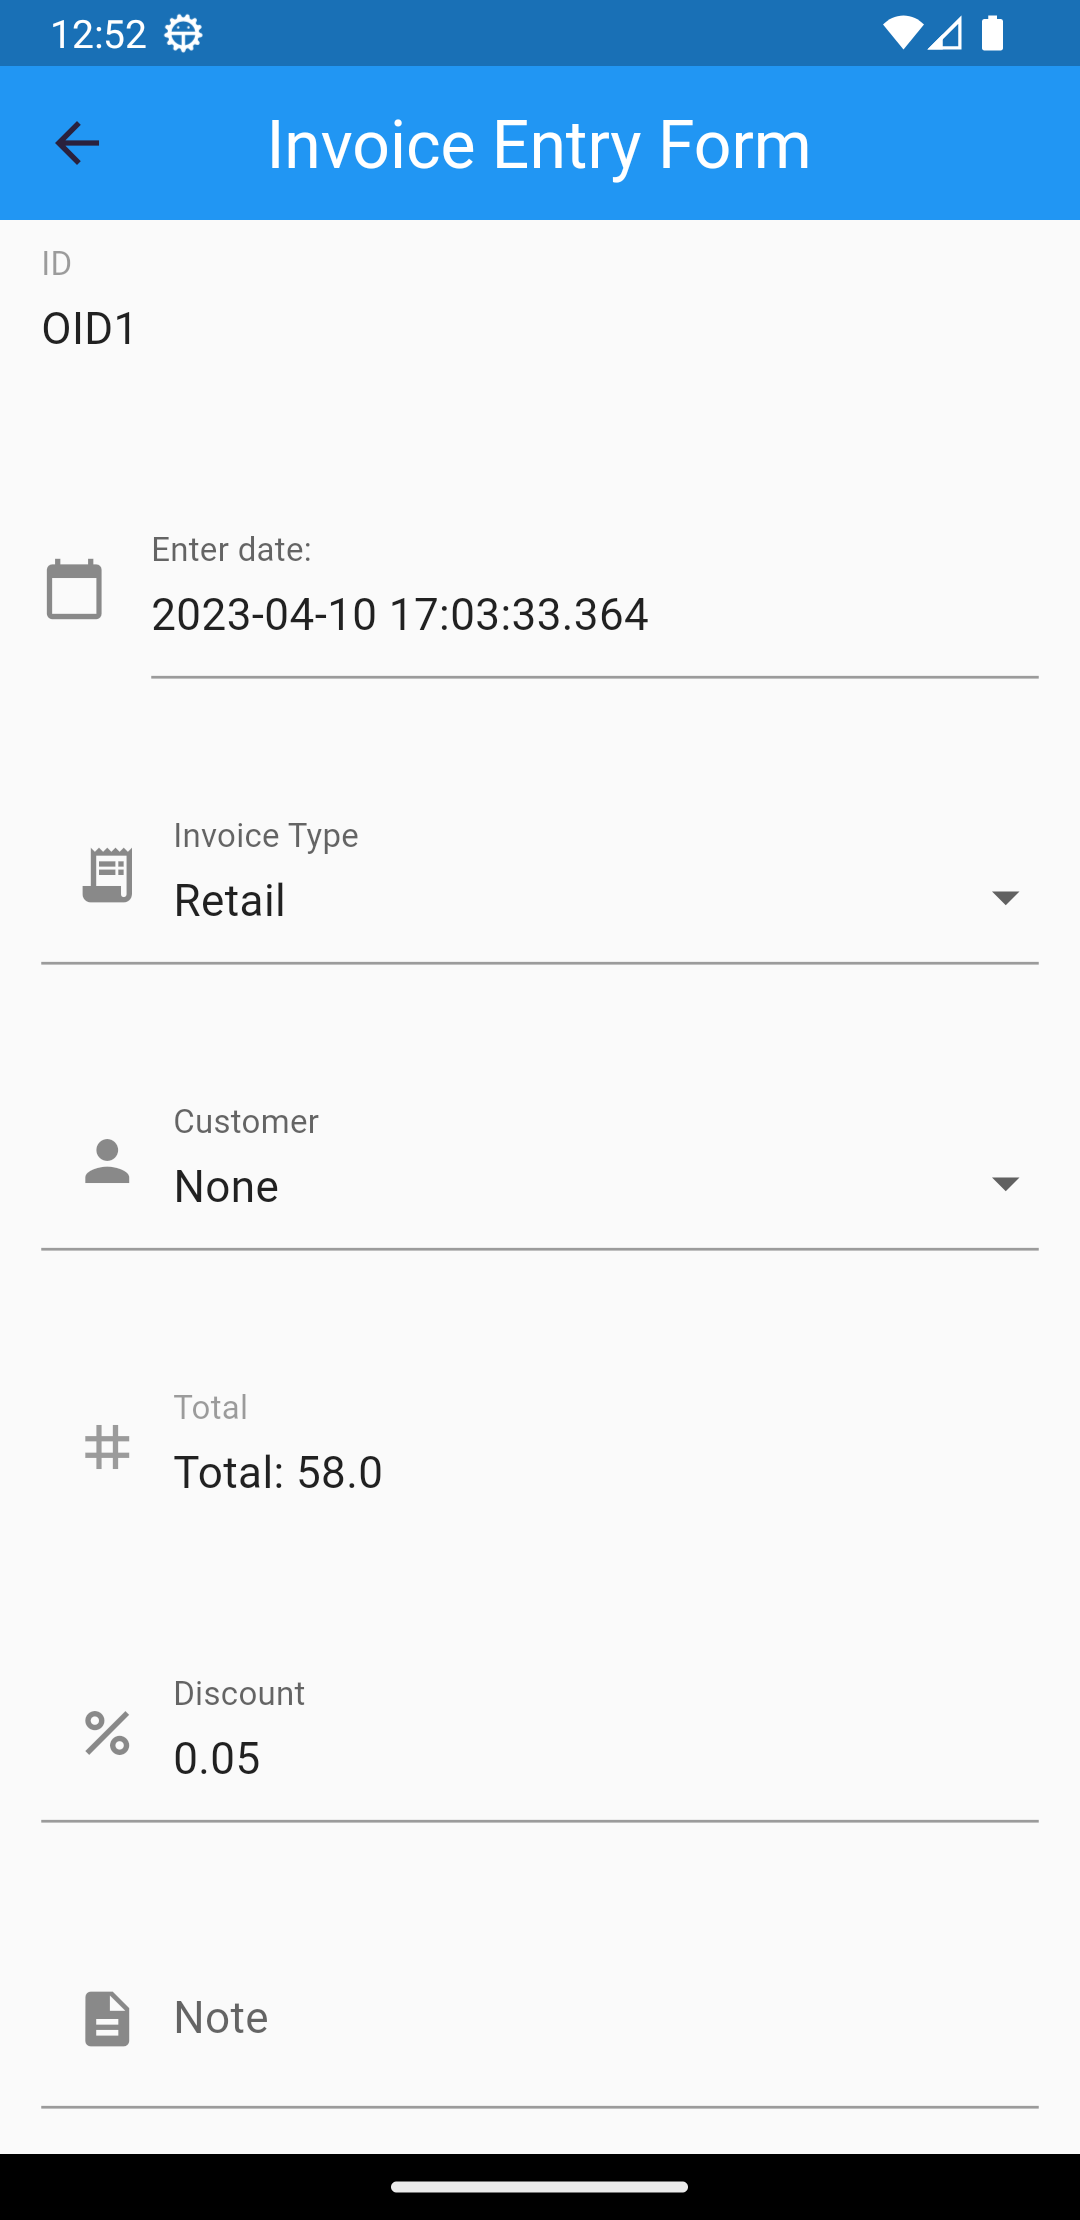 12:52
Invoice Entry Form
ID
OID1
Enter date:
2023-04-10 17:03:33.364
Invoice Type
Retail
Customer
None
Total
Total: 58.0
Discount
0.05
Note